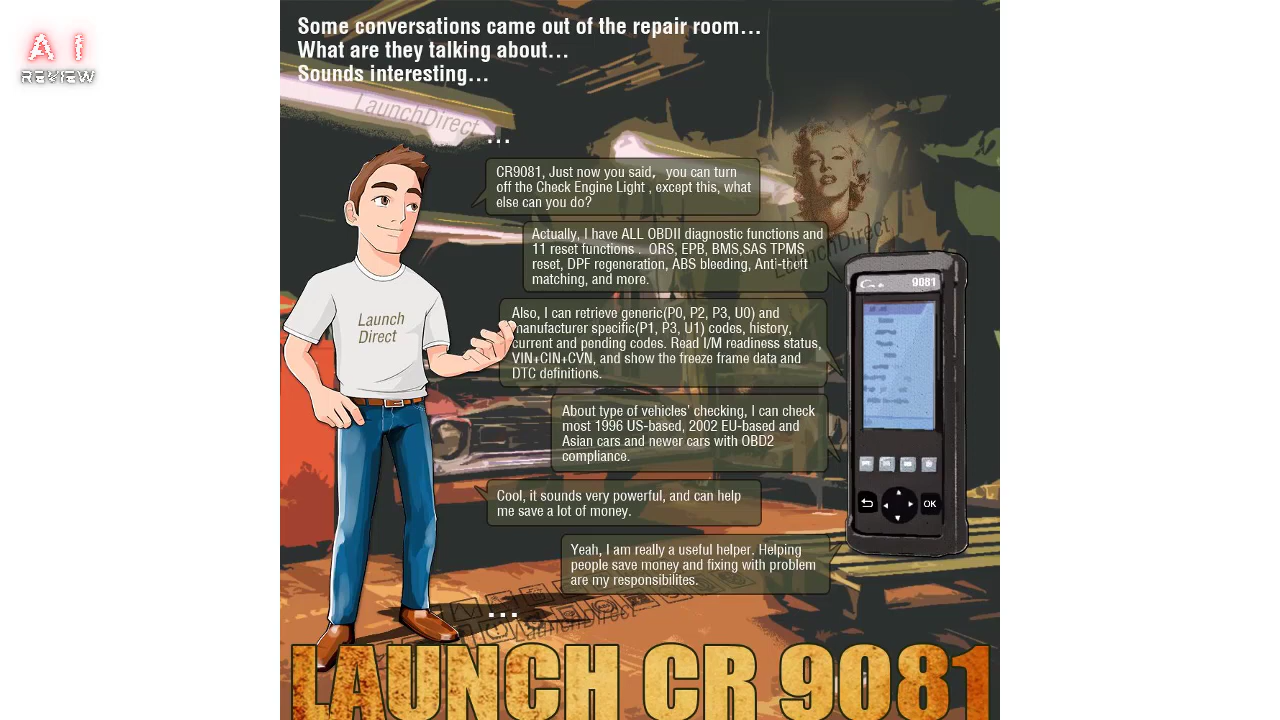 AI
REVIEW
Some conversations came out of the repair room...
What are they talking about...
Sounds interesting...
LaunchDirect
...
CR9081, Just now you said, you can turn
off the Check Engine Light , except this, what
else can you do?
Actually, I have ALL OBDII diagnostic functions and
11 reset functions . ORS, EPB, BMS,SAS TPMS
reset, DPF regeneration, ABS bleeding, Anti-theft
matching, and more.
LaunchDirect
9081
Launch
Direct
Also, I can retrieve generic(P0, P2, P3, U0) and
manufacturer specific(P1, P3, U1) codes, history,
current and pending codes. Read I/M readiness status,
VIN+CIN+CVN, and show the freeze frame data and
DTC definitions.
About type of vehicles' checking, I can check
most 1996 US-based, 2002 EU-based and
Asian cars and newer cars with OBD2
compliance.
Cool, it sounds very powerful, and can help
me save a lot of money.
OK
Yeah, I am really a useful helper. Helping
people save money and fixing with problem
are my responsibilites.
...
LaunchDirect
LAUNCH CR 9081